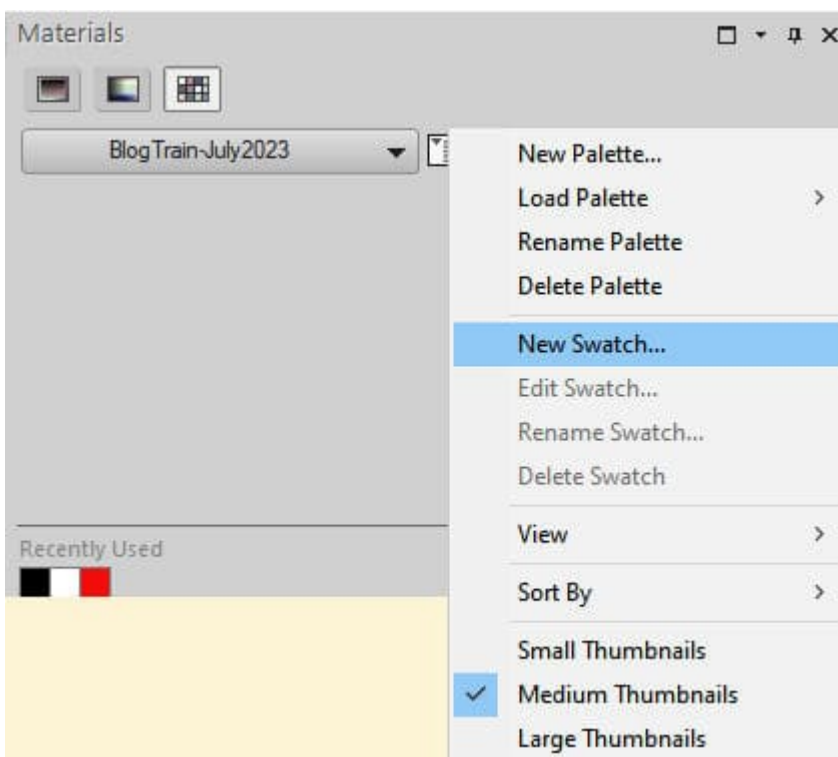 Materials
BlogTrain-July2023
New Palette...
Load Palette
Rename Palette
Delete Palette
New Swatch...
Edit Swatch...
Rename Swatch...
Delete Swatch
View
Sort By
Small Thumbnails
Medium Thumbnails
Large Thumbnails
Recently Used